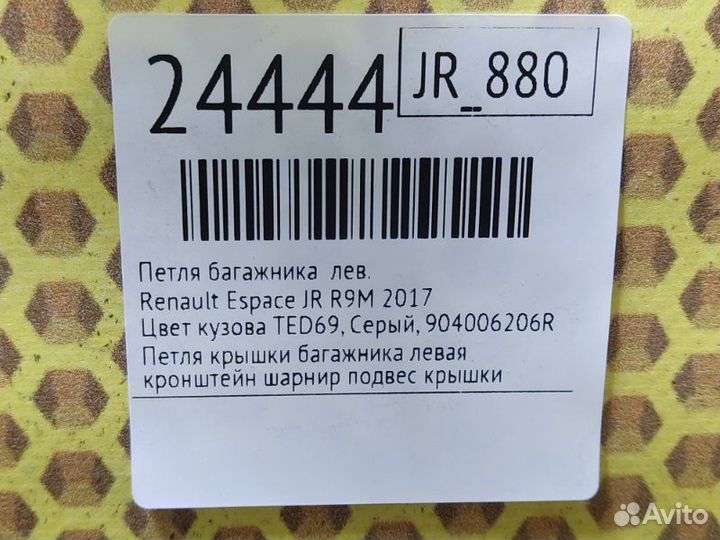 24444
JR_880
Петля багажника лев.
Renault Espace JR R9M 2017
Цвет кузова TED69, Серый, 904006206R
Петля крышки багажника левая
кронштейн шарнир подвес крышки
Avito